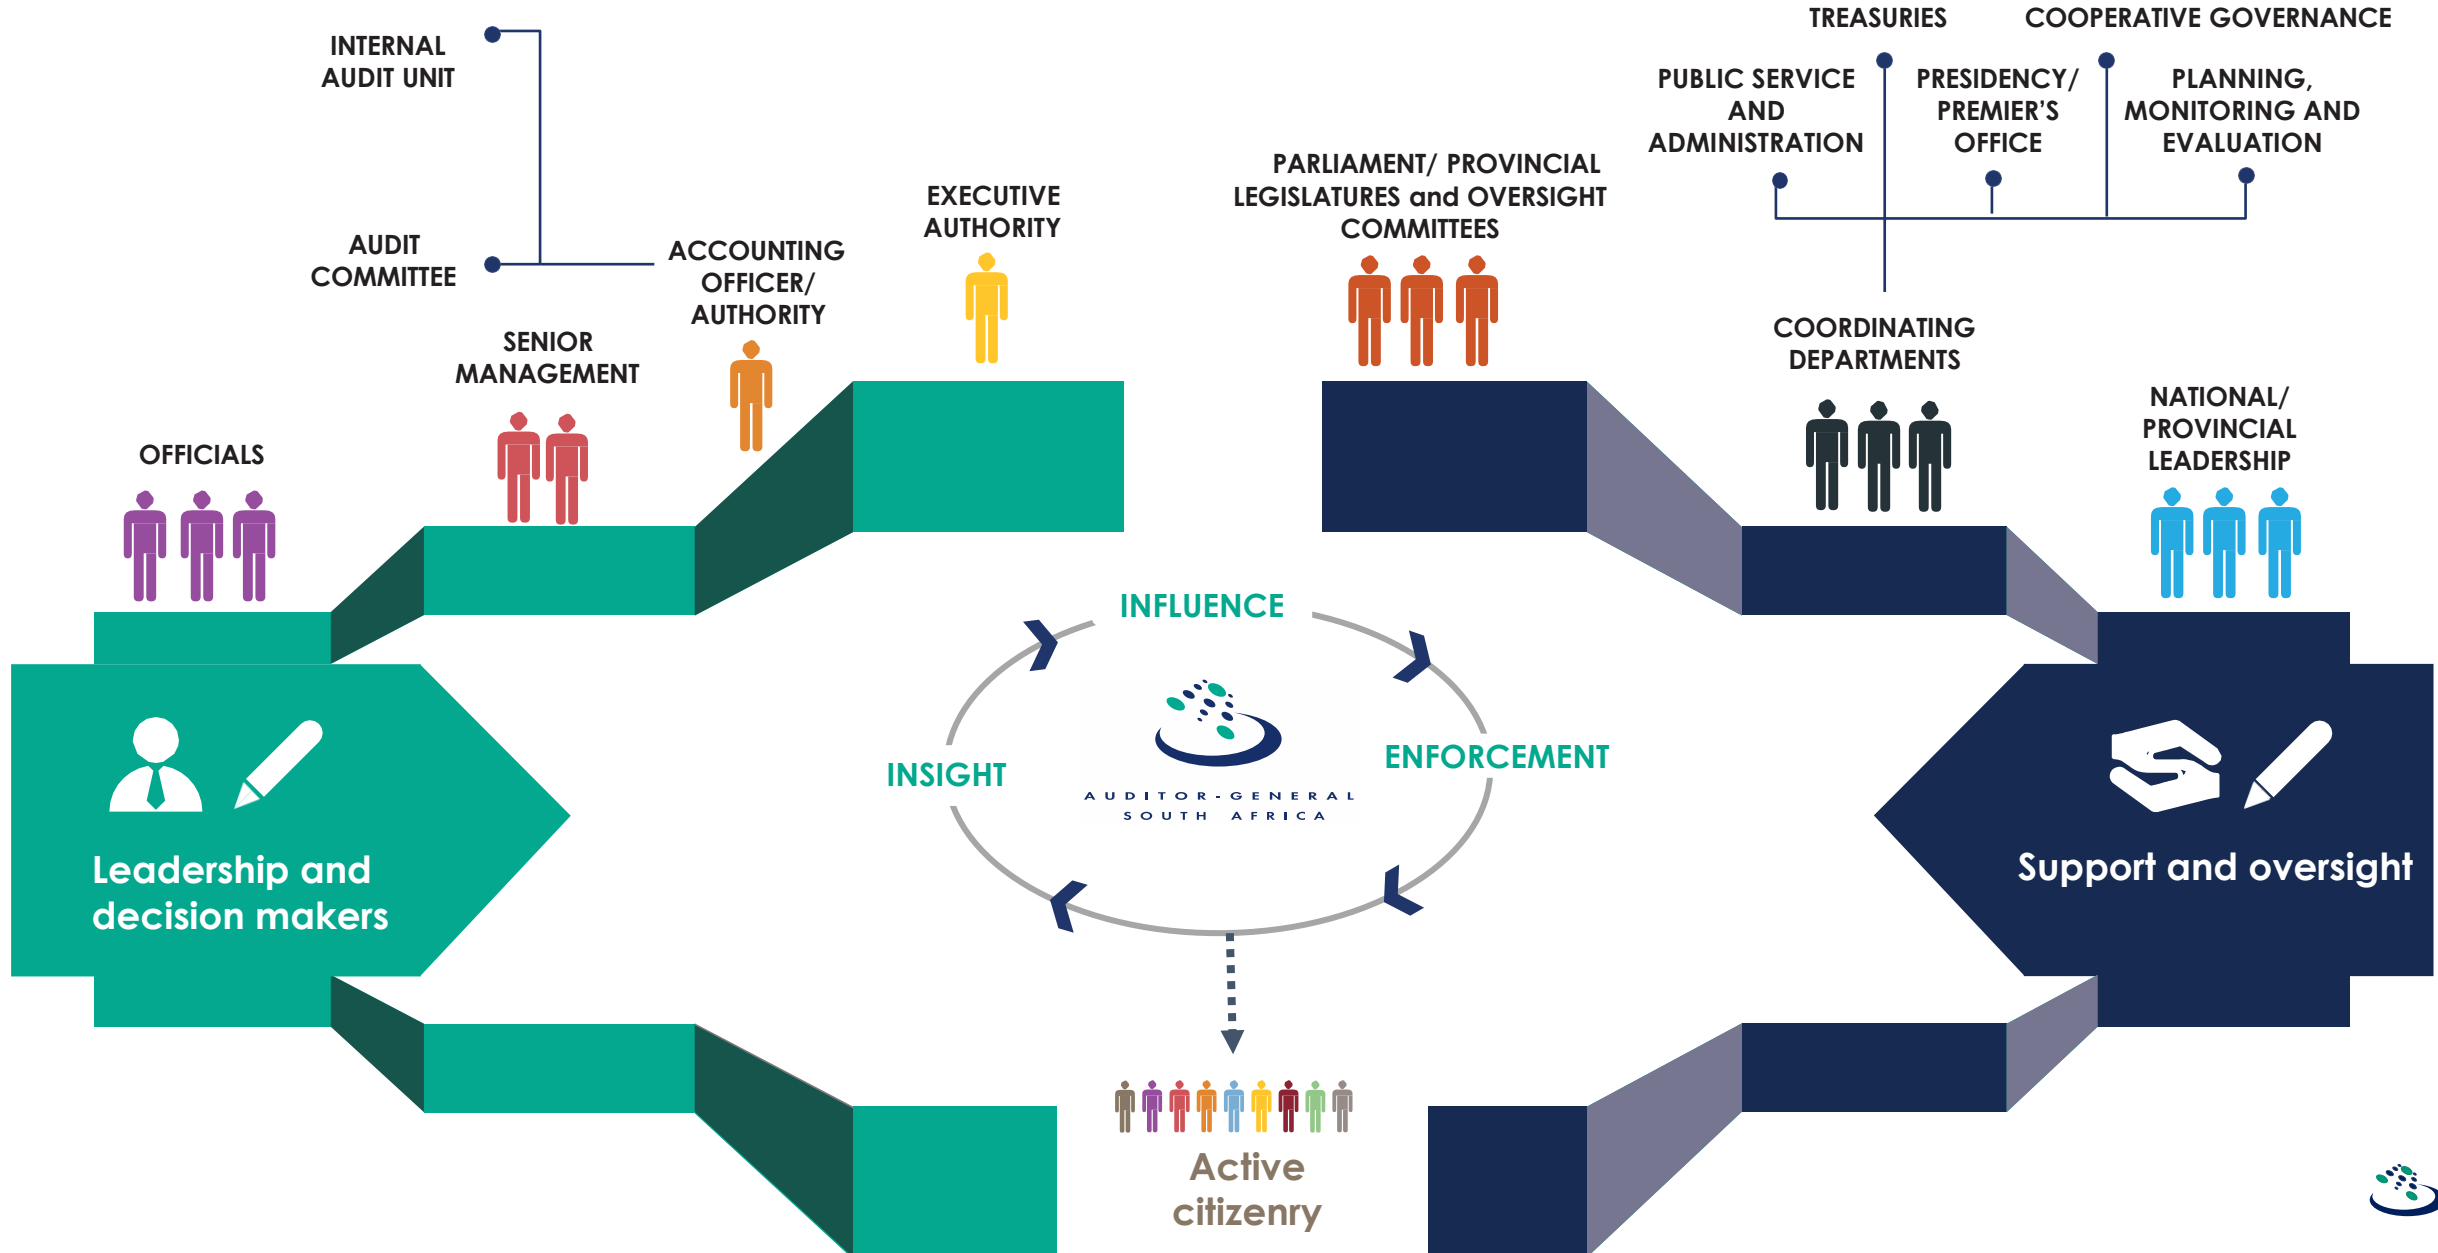 INTERNAL
AUDIT UNIT
AUDIT
COMMITTEE
OFFICIALS
SENIOR
MANAGEMENT
ACCOUNTING
OFFICER/
AUTHORITY
EXECUTIVE
AUTHORITY
PARLIAMENT/ PROVINCIAL
LEGISLATURES and OVERSIGHT
COMMITTEES
TREASURIES
COOPERATIVE GOVERNANCE
PUBLIC SERVICE
AND
ADMINISTRATION
PRESIDENCY/
PREMIER'S
OFFICE
PLANNING,
MONITORING AND
EVALUATION
COORDINATING
DEPARTMENTS
NATIONAL/
PROVINCIAL
LEADERSHIP
INFLUENCE
INSIGHT
ENFORCEMENT
AUDITOR-GENERAL
SOUTH AFRICA
Leadership and
decision makers
Support and oversight
Active
citizenry